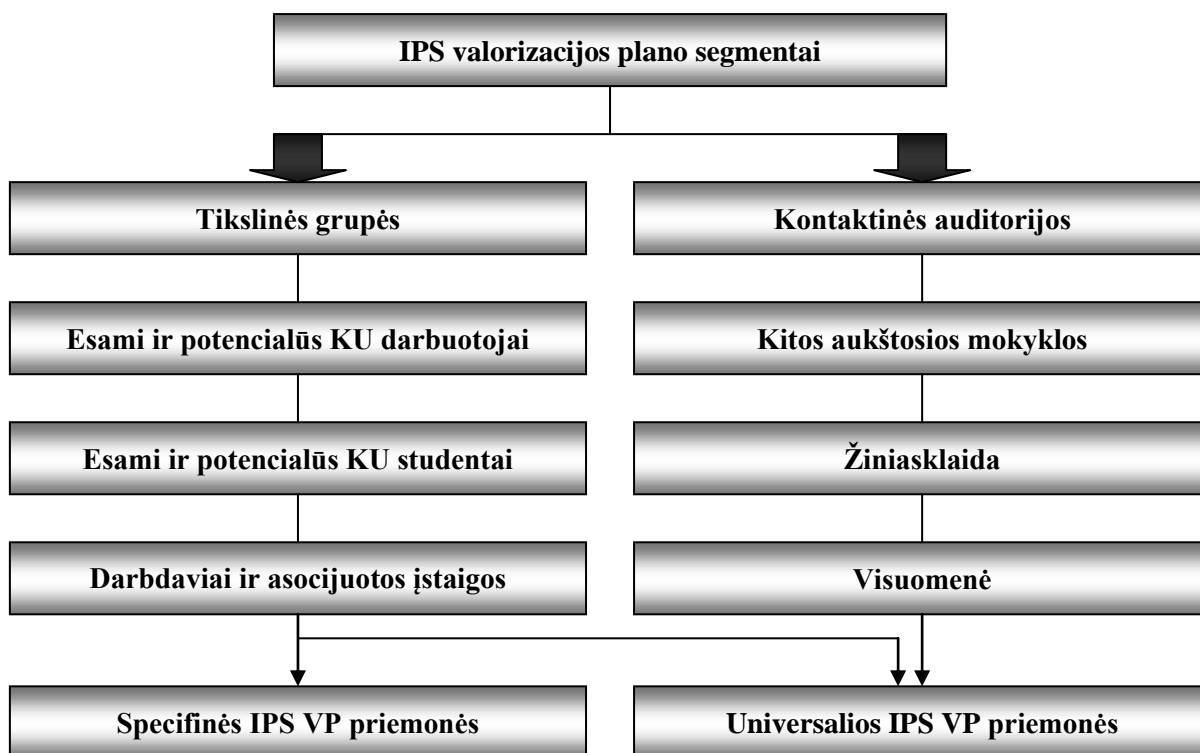 IPS valorizacijos plano segmentai
Tikslinės grupės
Kontaktinės auditorijos
Esami ir potencialūs KU darbuotojai
Kitos aukštosios mokyklos
Esami ir potencialūs KU studentai
Žiniasklaida
Darbdaviai ir asocijuotos įstaigos
Visuomenė
Specifinės IPS VP priemonės
Universalios IPS VP priemonės